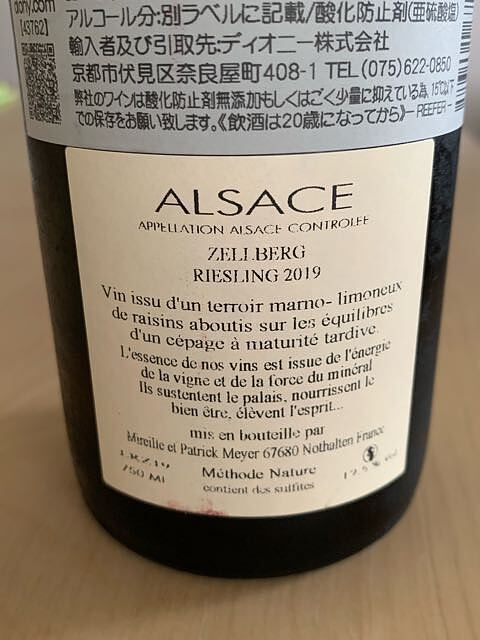 diony.com
[43762]
アルコール分:別ラベルに記載/酸化防止剤(亜硫酸塩)
輸入者及び引取先:ディオニー株式会社
京都市伏見区奈良屋町408-1 TEL(075)622-0850
弊社のワインは酸化防止剤無添加もしくはごく少量に抑えている為、15℃以下
での保存をお願い致します。《飲酒は20歳になってから》 ―REEFER―
ALSACE
APPELLATION ALSACE CONTROLEE
ZELLBERG
RIESLING 2019
Vin issu d'un terroir marno- limoneux
de raisins aboutis sur les équilibres
d'un cépage à maturité tardive.
L'essence de nos vins est issue de l'énergie
de la vigne et de la force du minéral
Ils sustentent le palais, nourrissent le
bien être, élèvent l'esprit...
mis en bouteille par
Mireille et Patrick Meyer 67680 Nothalten France
750 Ml
Méthode Nature
12.5 % vol
contient des sulfites